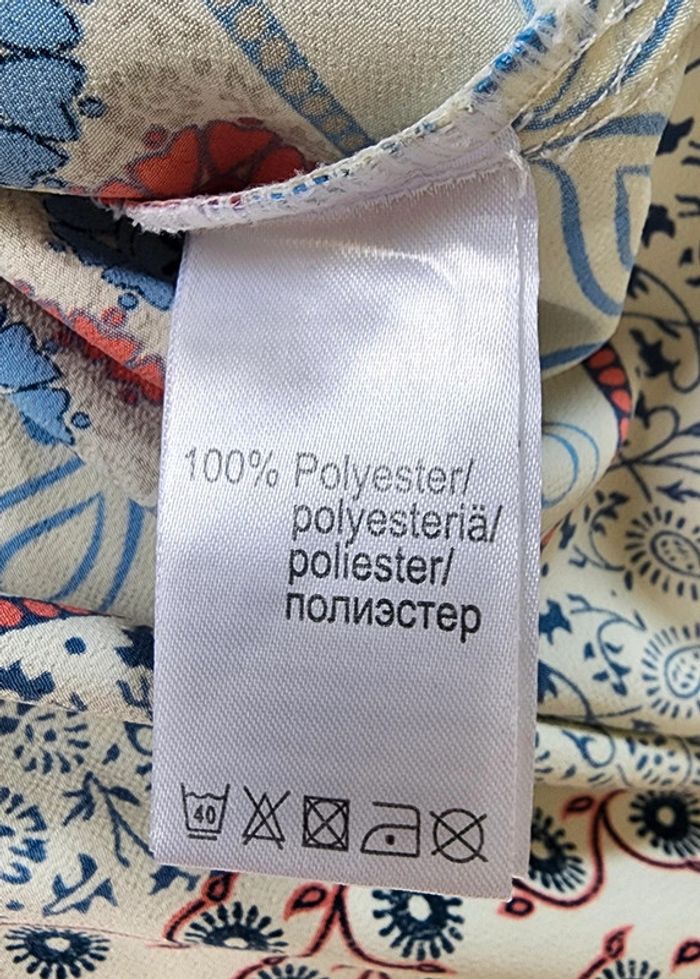 100% Polyester/
polyesteriä/
poliester/
полиэстер
40